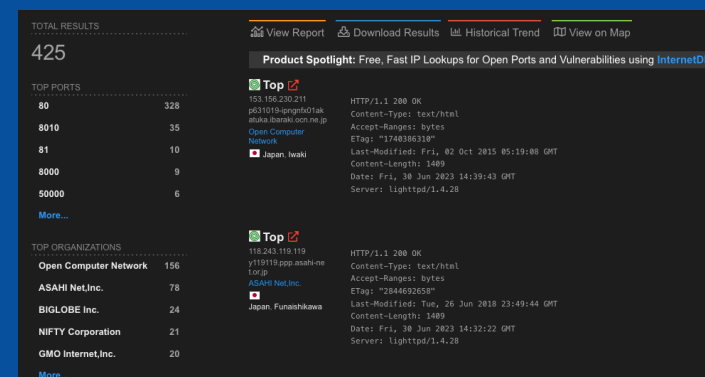 TOTAL RESULTS
425
TOP PORTS
80 328
8010 35
81 10
8000 9
50000 6
More...
TOP ORGANIZATIONS
Open Computer Network 156
ASAHI Net,Inc. 78
BIGLOBE Inc. 24
NIFTY Corporation 21
GMO Internet,Inc. 20
More...
View Report Download Results Historical Trend View on Map
Product Spotlight: Free, Fast IP Lookups for Open Ports and Vulnerabilities using InternetD
Top
153.156.230.211
p631019-ipngnfx01ak
atuka.ibaraki.ocn.ne.jp
Open Computer
Network
Japan, Iwaki
HTTP/1.1 200 OK
Content-Type: text/html
Accept-Ranges: bytes
ETag: "1740386310"
Last-Modified: Fri, 02 Oct 2015 05:19:08 GMT
Content-Length: 1409
Date: Fri, 30 Jun 2023 14:39:43 GMT
Server: lighttpd/1.4.28
Top
118.243.119.119
y119119.ppp.asahi-ne
t.or.jp
ASAHI Net,Inc.
Japan, Funaishikawa
HTTP/1.1 200 OK
Content-Type: text/html
Accept-Ranges: bytes
ETag: "2844692658"
Last-Modified: Tue, 26 Jun 2018 23:49:44 GMT
Content-Length: 1409
Date: Fri, 30 Jun 2023 14:32:22 GMT
Server: lighttpd/1.4.28